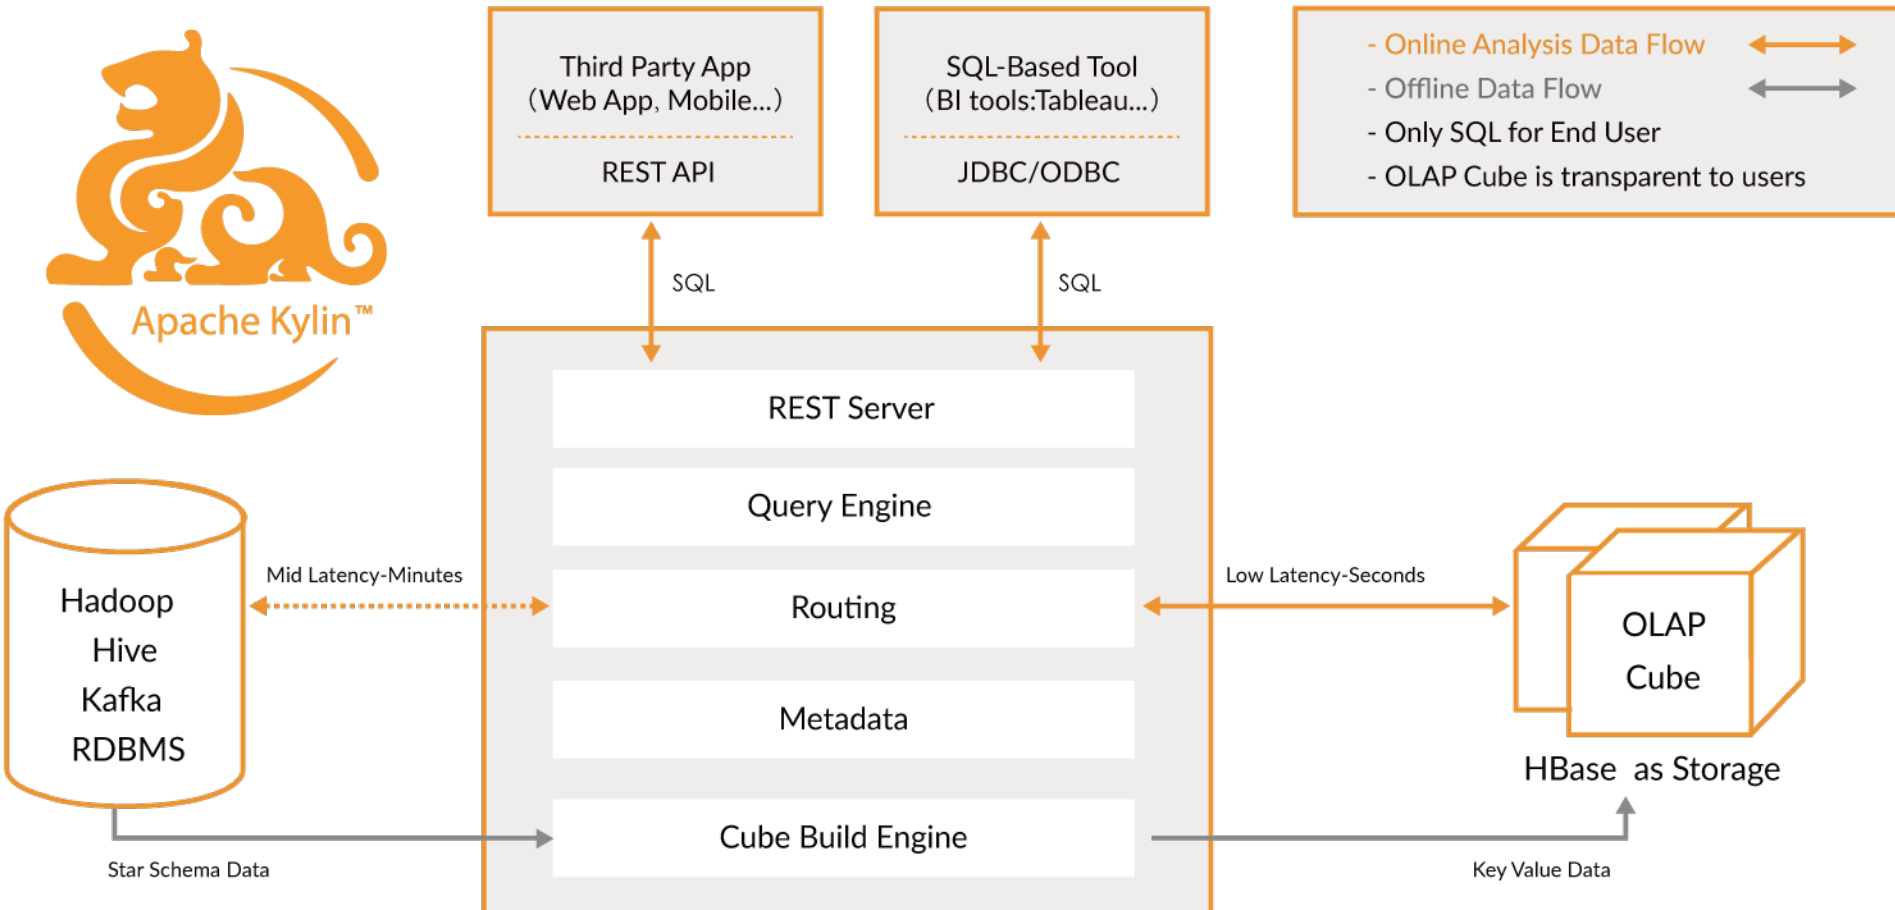 Third Party App
(Web App, Mobile...)
REST API
SQL-Based Tool
(BI tools:Tableau...)
JDBC/ODBC
- Online Analysis Data Flow
- Offline Data Flow
- Only SQL for End User
- OLAP Cube is transparent to users
Apache Kylin™
SQL
SQL
REST Server
Query Engine
Routing
Metadata
Cube Build Engine
Mid Latency-Minutes
Low Latency-Seconds
Hadoop
Hive
Kafka
RDBMS
OLAP
Cube
HBase as Storage
Star Schema Data
Key Value Data